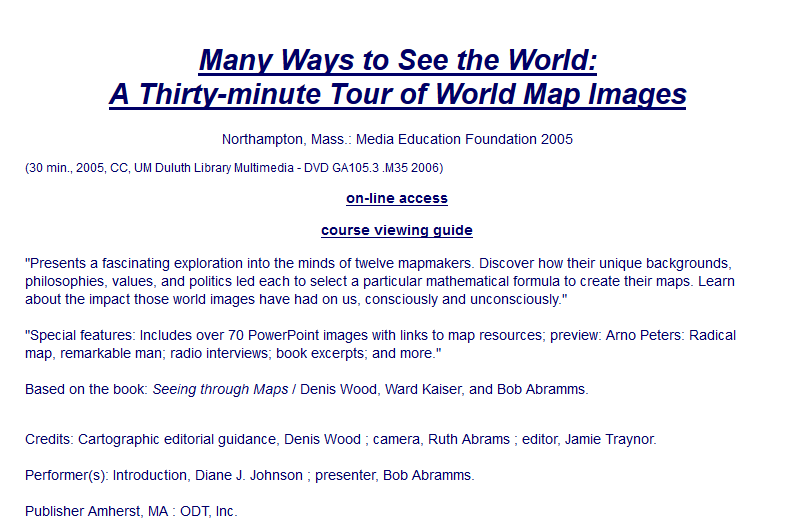 Many Ways to See the World:
A Thirty-minute Tour of World Map Images
Northampton, Mass.: Media Education Foundation 2005
(30 min., 2005, CC, UM Duluth Library Multimedia - DVD GA105.3 .M35 2006)
on-line access
course viewing guide
"Presents a fascinating exploration into the minds of twelve mapmakers. Discover how their unique backgrounds,
philosophies, values, and politics led each to select a particular mathematical formula to create their maps. Learn
about the impact those world images have had on us, consciously and unconsciously."
"Special features: Includes over 70 PowerPoint images with links to map resources; preview: Arno Peters: Radical
map, remarkable man; radio interviews; book excerpts; and more."
Based on the book: Seeing through Maps / Denis Wood, Ward Kaiser, and Bob Abramms.
Credits: Cartographic editorial guidance, Denis Wood ; camera, Ruth Abrams ; editor, Jamie Traynor.
Performer(s): Introduction, Diane J. Johnson ; presenter, Bob Abramms.
Publisher Amherst, MA : ODT, Inc.